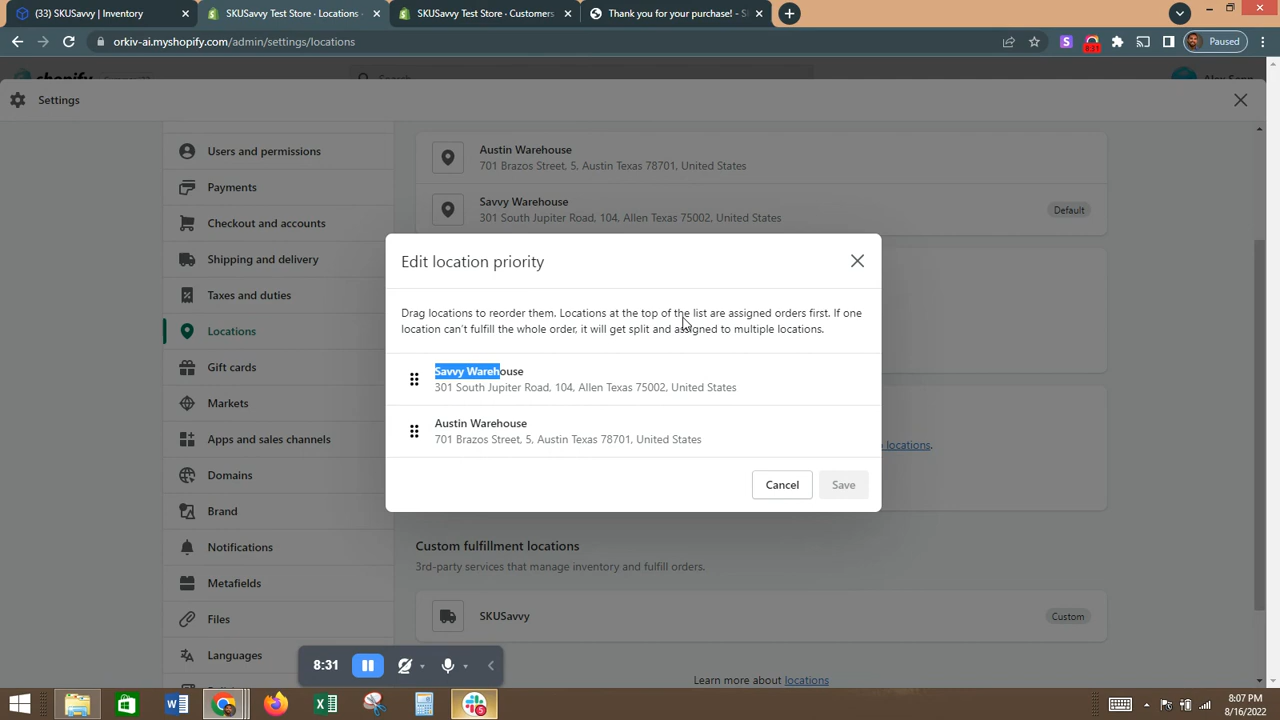 (33) SKUSavvy | Inventory
SKUSavvy Test Store - Locations -
SKUSavvy Test Store - Customers
Thank you for your purchase! - S
orkiv-ai.myshopify.com/admin/settings/locations
8:31
Paused
shopify
Search
Alex Senn
Settings
Users and permissions
Payments
Checkout and accounts
Shipping and delivery
Taxes and duties
Locations
Gift cards
Markets
Apps and sales channels
Domains
Brand
Notifications
Metafields
Files
Languages
Austin Warehouse
701 Brazos Street, 5, Austin Texas 78701, United States
Savvy Warehouse
301 South Jupiter Road, 104, Allen Texas 75002, United States
Default
Edit location priority
Drag locations to reorder them. Locations at the top of the list are assigned orders first. If one
location can't fulfill the whole order, it will get split and assigned to multiple locations.
Savvy Warehouse
301 South Jupiter Road, 104, Allen Texas 75002, United States
Austin Warehouse
701 Brazos Street, 5, Austin Texas 78701, United States
Cancel
Save
locations.
Custom fulfillment locations
3rd-party services that manage inventory and fulfill orders.
SKUSavvy
Custom
Learn more about locations
8:31
8:07 PM
8/16/2022